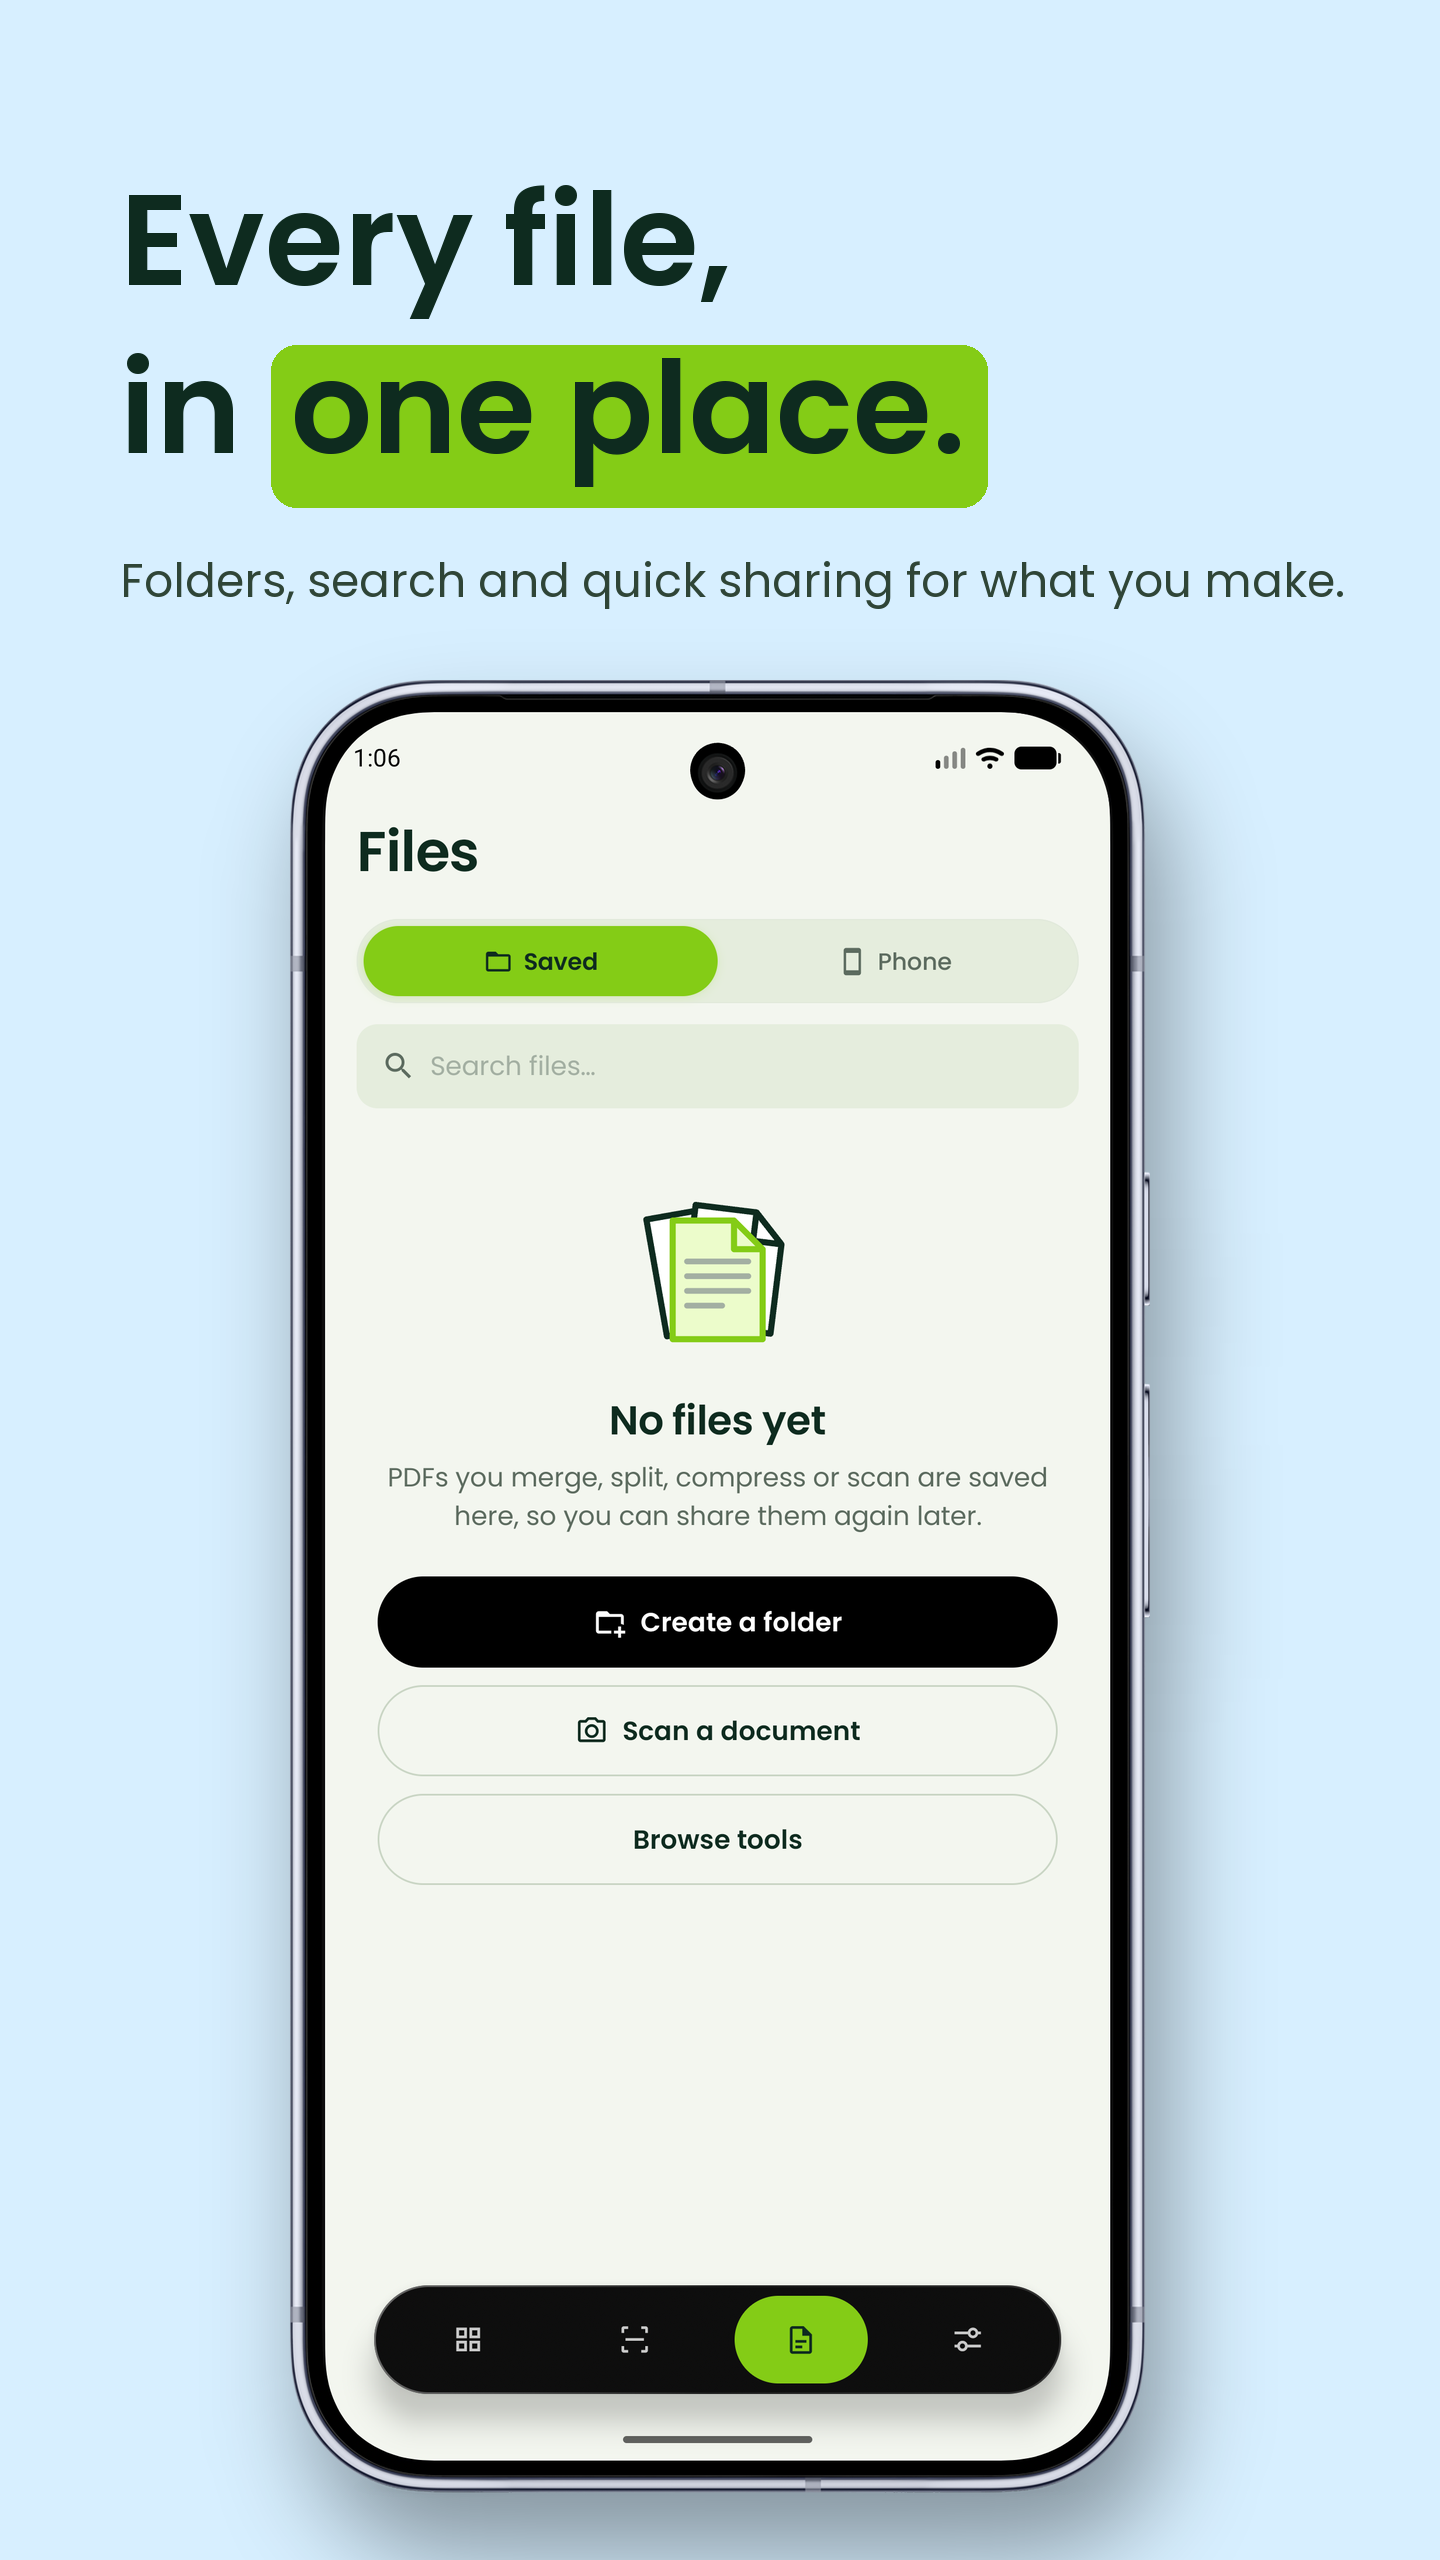 Every file,
in one place.
Folders, search and quick sharing for what you make.
1:06
Files
Saved
Phone
Search files...
No files yet
PDFs you merge, split, compress or scan are saved
here, so you can share them again later.
Create a folder
Scan a document
Browse tools